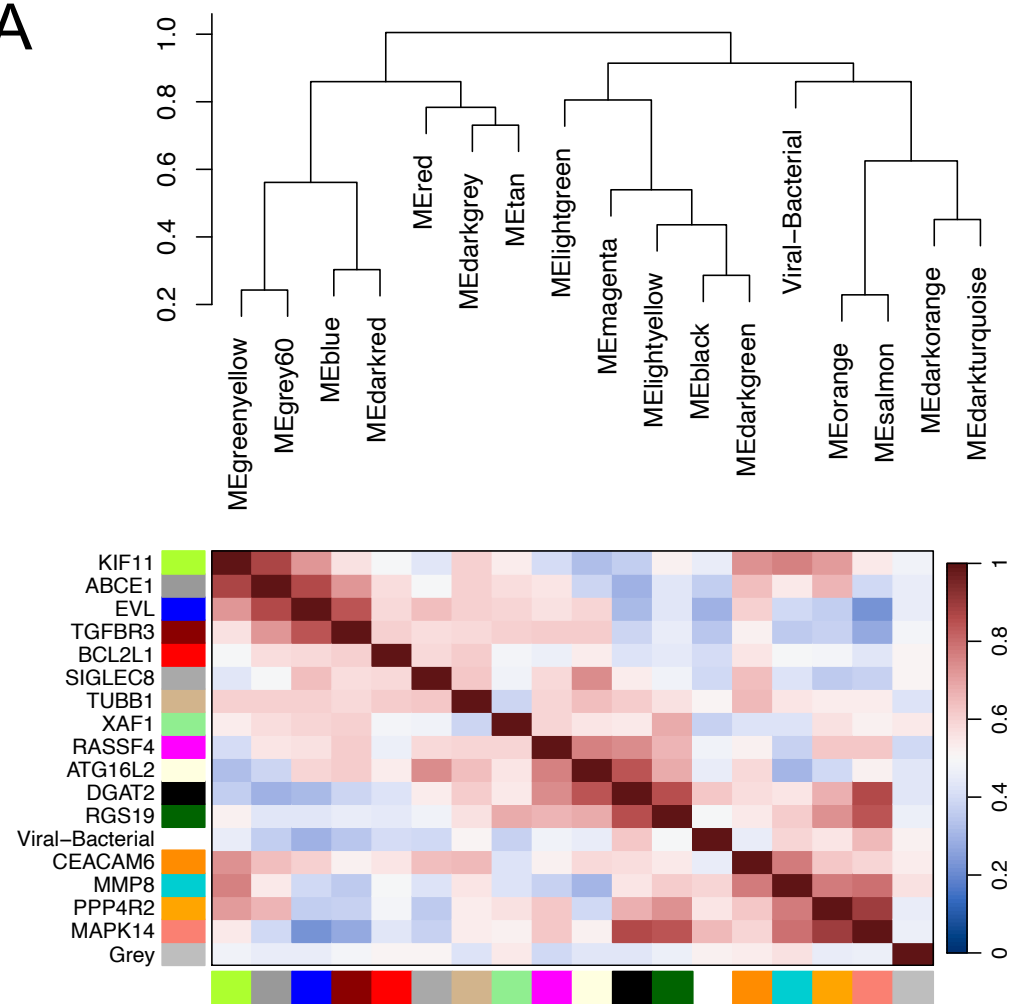 A
1.0
0.8
0.6
0.4
0.2
MEgreenyellow
MEgrey60
MEblue
MEdarkred
MEred
MEdarkgrey
MEtan
MElightgreen
MEmagenta
MElightyellow
MEblack
MEdarkgreen
Viral−Bacterial
MEorange
MEsalmon
MEdarkorange
MEdarkturquoise
KIF11
ABCE1
EVL
TGFBR3
BCL2L1
SIGLEC8
TUBB1
XAF1
RASSF4
ATG16L2
DGAT2
RGS19
Viral−Bacterial
CEACAM6
MMP8
PPP4R2
MAPK14
Grey
1
0.8
0.6
0.4
0.2
0